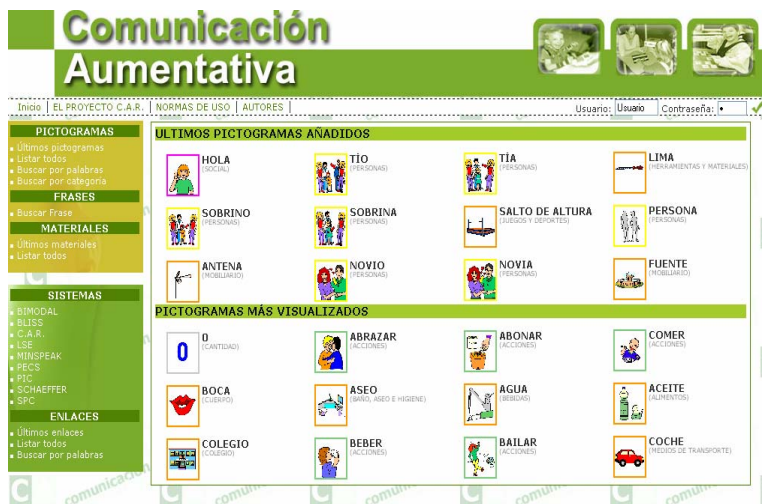 Comunicación
Aumentativa
Inicio | EL PROYECTO C.A.R. | NORMAS DE USO | AUTORES |
Usuario: Usuario Contraseña: •
PICTOGRAMAS
Últimos pictogramas
Listar todos
Buscar por palabras
Buscar por categoría
FRASES
Buscar Frase
MATERIALES
Últimos materiales
Listar todos
SISTEMAS
BIMODAL
BLISS
C.A.R.
LSE
MINSPEAK
PECS
PIC
SCHAEFFER
SPC
ENLACES
Últimos enlaces
Listar todos
Buscar por palabras
ULTIMOS PICTOGRAMAS AÑADIDOS
HOLA
(SOCIAL)
TÍO
(PERSONAS)
TÍA
(PERSONAS)
LIMA
(HERRAMIENTAS Y MATERIALES)
SOBRINO
(PERSONAS)
SOBRINA
(PERSONAS)
SALTO DE ALTURA
(JUEGOS Y DEPORTES)
PERSONA
(PERSONAS)
ANTENA
(MOBILIARIO)
NOVIO
(PERSONAS)
NOVIA
(PERSONAS)
FUENTE
(MOBILIARIO)
PICTOGRAMAS MÁS VISUALIZADOS
0
0
(CANTIDAD)
ABRAZAR
(ACCIONES)
ABONAR
(ACCIONES)
COMER
(ACCIONES)
BOCA
(CUERPO)
ASEO
(BAÑO, ASEO E HIGIENE)
AGUA
(BEBIDAS)
ACEITE
(ALIMENTOS)
COLEGIO
(COLEGIO)
BEBER
(ACCIONES)
BAILAR
(ACCIONES)
COCHE
(MEDIOS DE TRANSPORTE)